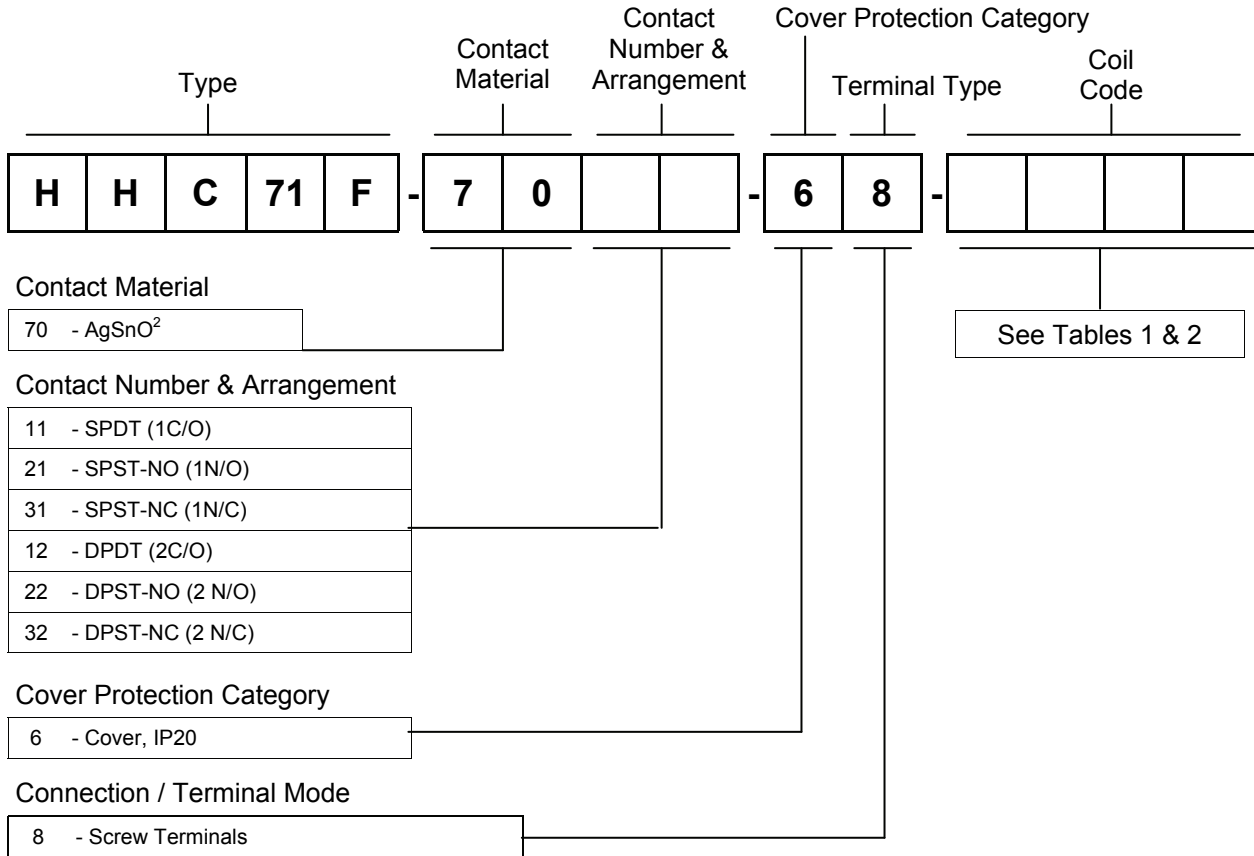 Contact Cover Protection Category
Contact Number & Coil
Type Material Arrangement Terminal Type Code
H H C 71 F - 7 0 - 6 8 -
Contact Material
70 - AgSnO²
See Tables 1 & 2
Contact Number & Arrangement
11 - SPDT (1C/O)
21 - SPST-NO (1N/O)
31 - SPST-NC (1N/C)
12 - DPDT (2C/O)
22 - DPST-NO (2 N/O)
32 - DPST-NC (2 N/C)
Cover Protection Category
6 - Cover, IP20
Connection / Terminal Mode
8 - Screw Terminals